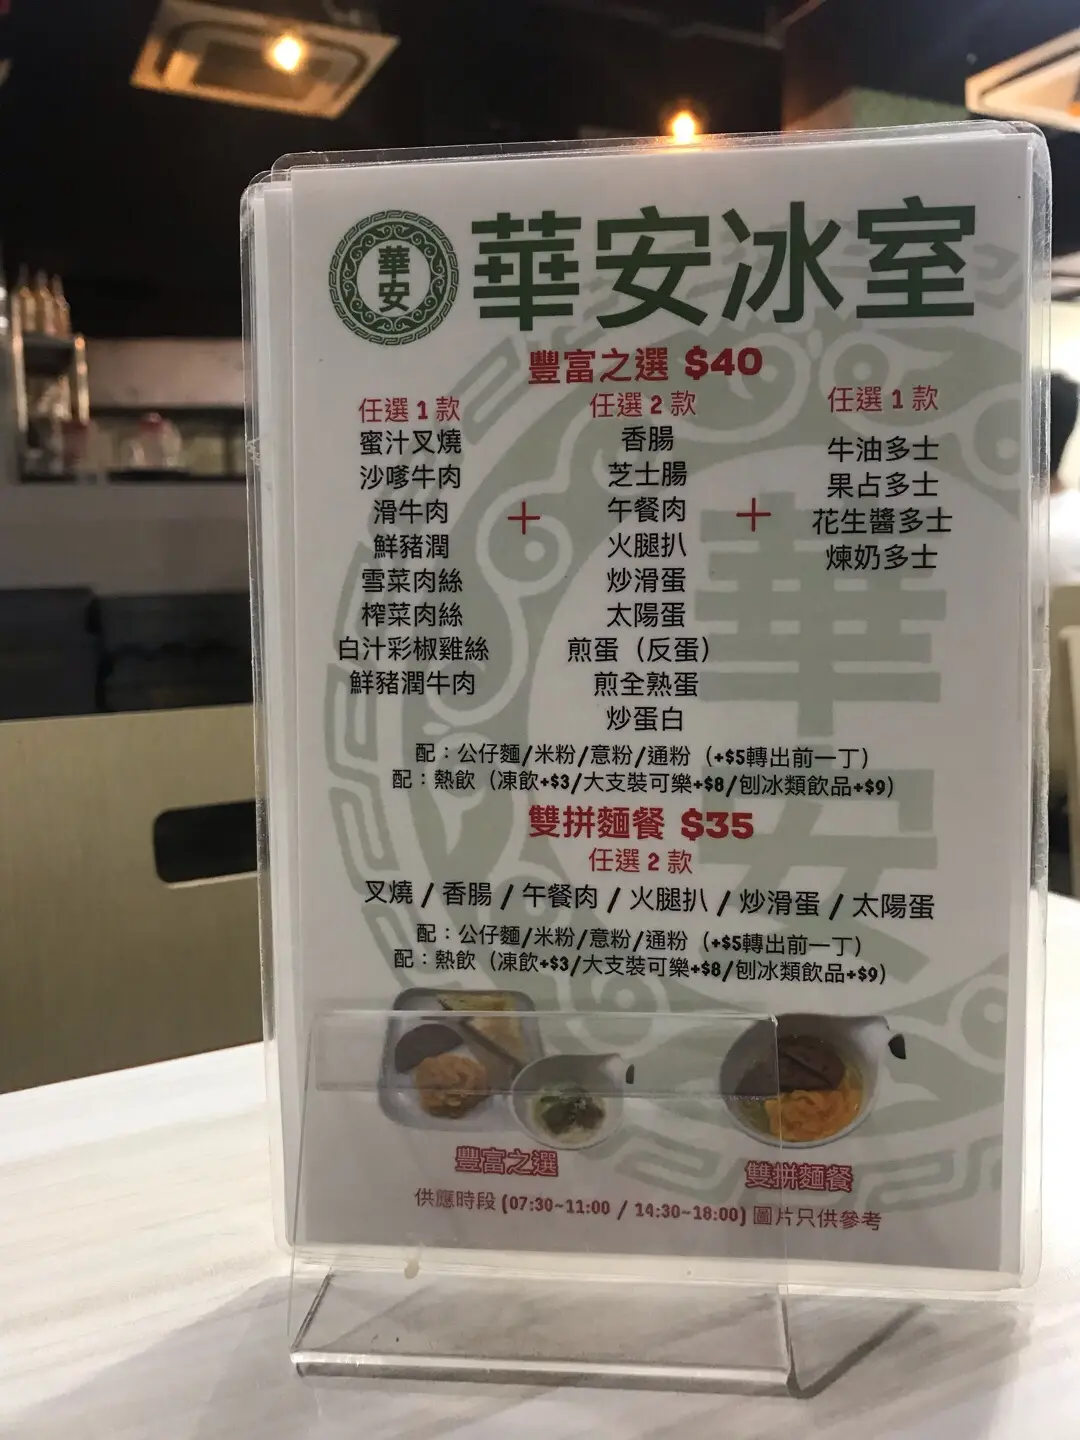 華安
華安冰室
豐富之選 $40
任選 1 款
蜜汁叉燒
沙嗲牛肉
滑牛肉
鮮豬潤
雪菜肉絲
榨菜肉絲
白汁彩椒雞絲
鮮豬潤牛肉
+
任選 2 款
香腸
芝士腸
午餐肉
火腿扒
炒滑蛋
太陽蛋
煎蛋（反蛋）
煎全熟蛋
炒蛋白
+
任選 1 款
牛油多士
果占多士
花生醬多士
煉奶多士
配：公仔麵/米粉/意粉/通粉（+$5轉出前一丁）
配：熱飲（凍飲+$3/大支裝可樂+$8/刨冰類飲品+$9）
雙拼麵餐 $35
任選 2 款
叉燒 / 香腸 / 午餐肉 / 火腿扒 / 炒滑蛋 / 太陽蛋
配：公仔麵/米粉/意粉/通粉（+$5轉出前一丁）
配：熱飲（凍飲+$3/大支裝可樂+$8/刨冰類飲品+$9）
豐富之選
雙拼麵餐
供應時段 (07:30~11:00 / 14:30~18:00) 圖片只供參考
華安